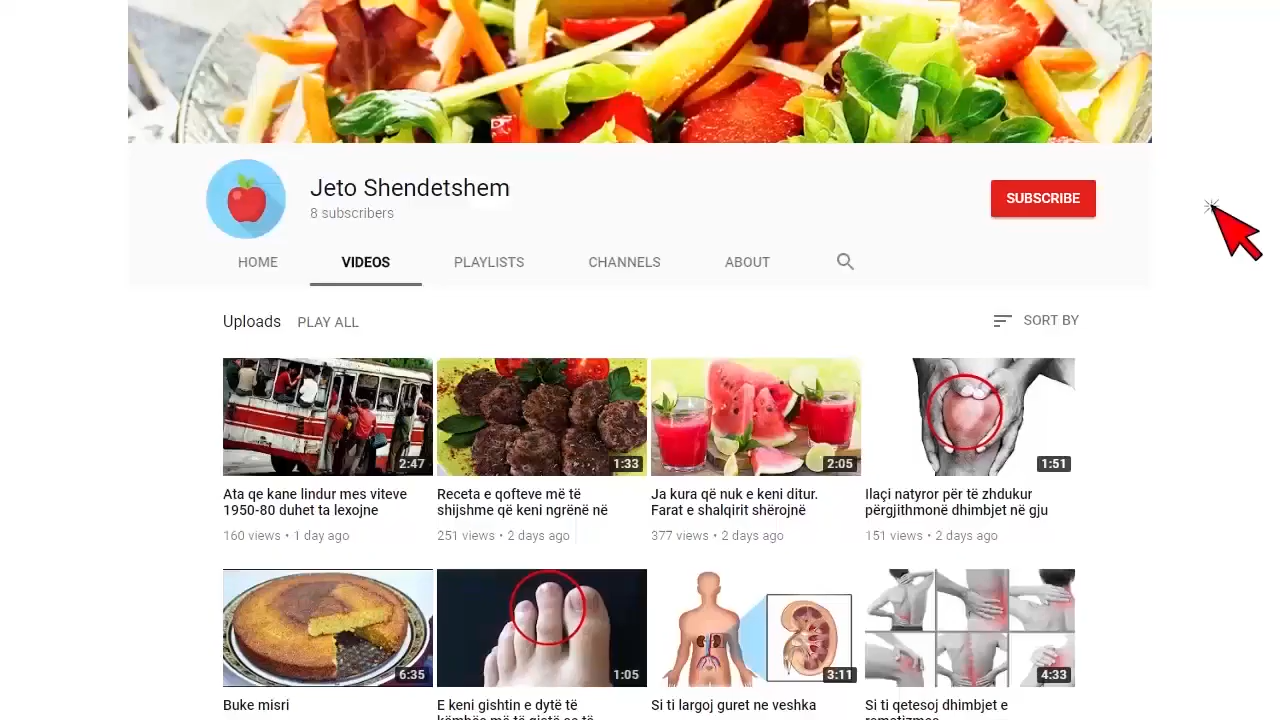 Jeto Shendetshem
8 subscribers
SUBSCRIBE
HOME
VIDEOS
PLAYLISTS
CHANNELS
ABOUT
Uploads
PLAY ALL
SORT BY
2:47
1:33
2:05
1:51
Ata qe kane lindur mes viteve
1950-80 duhet ta lexojne
160 views • 1 day ago
Receta e qofteve më të
shijshme që keni ngrënë në
251 views • 2 days ago
Ja kura që nuk e keni ditur.
Farat e shalqirit shërojnë
377 views • 2 days ago
Ilaçi natyror për të zhdukur
përgjithmonë dhimbjet në gju
151 views • 2 days ago
6:35
1:05
3:11
4:33
Buke misri
E keni gishtin e dytë të
Si ti largoj guret ne veshka
Si ti qetesoj dhimbjet e